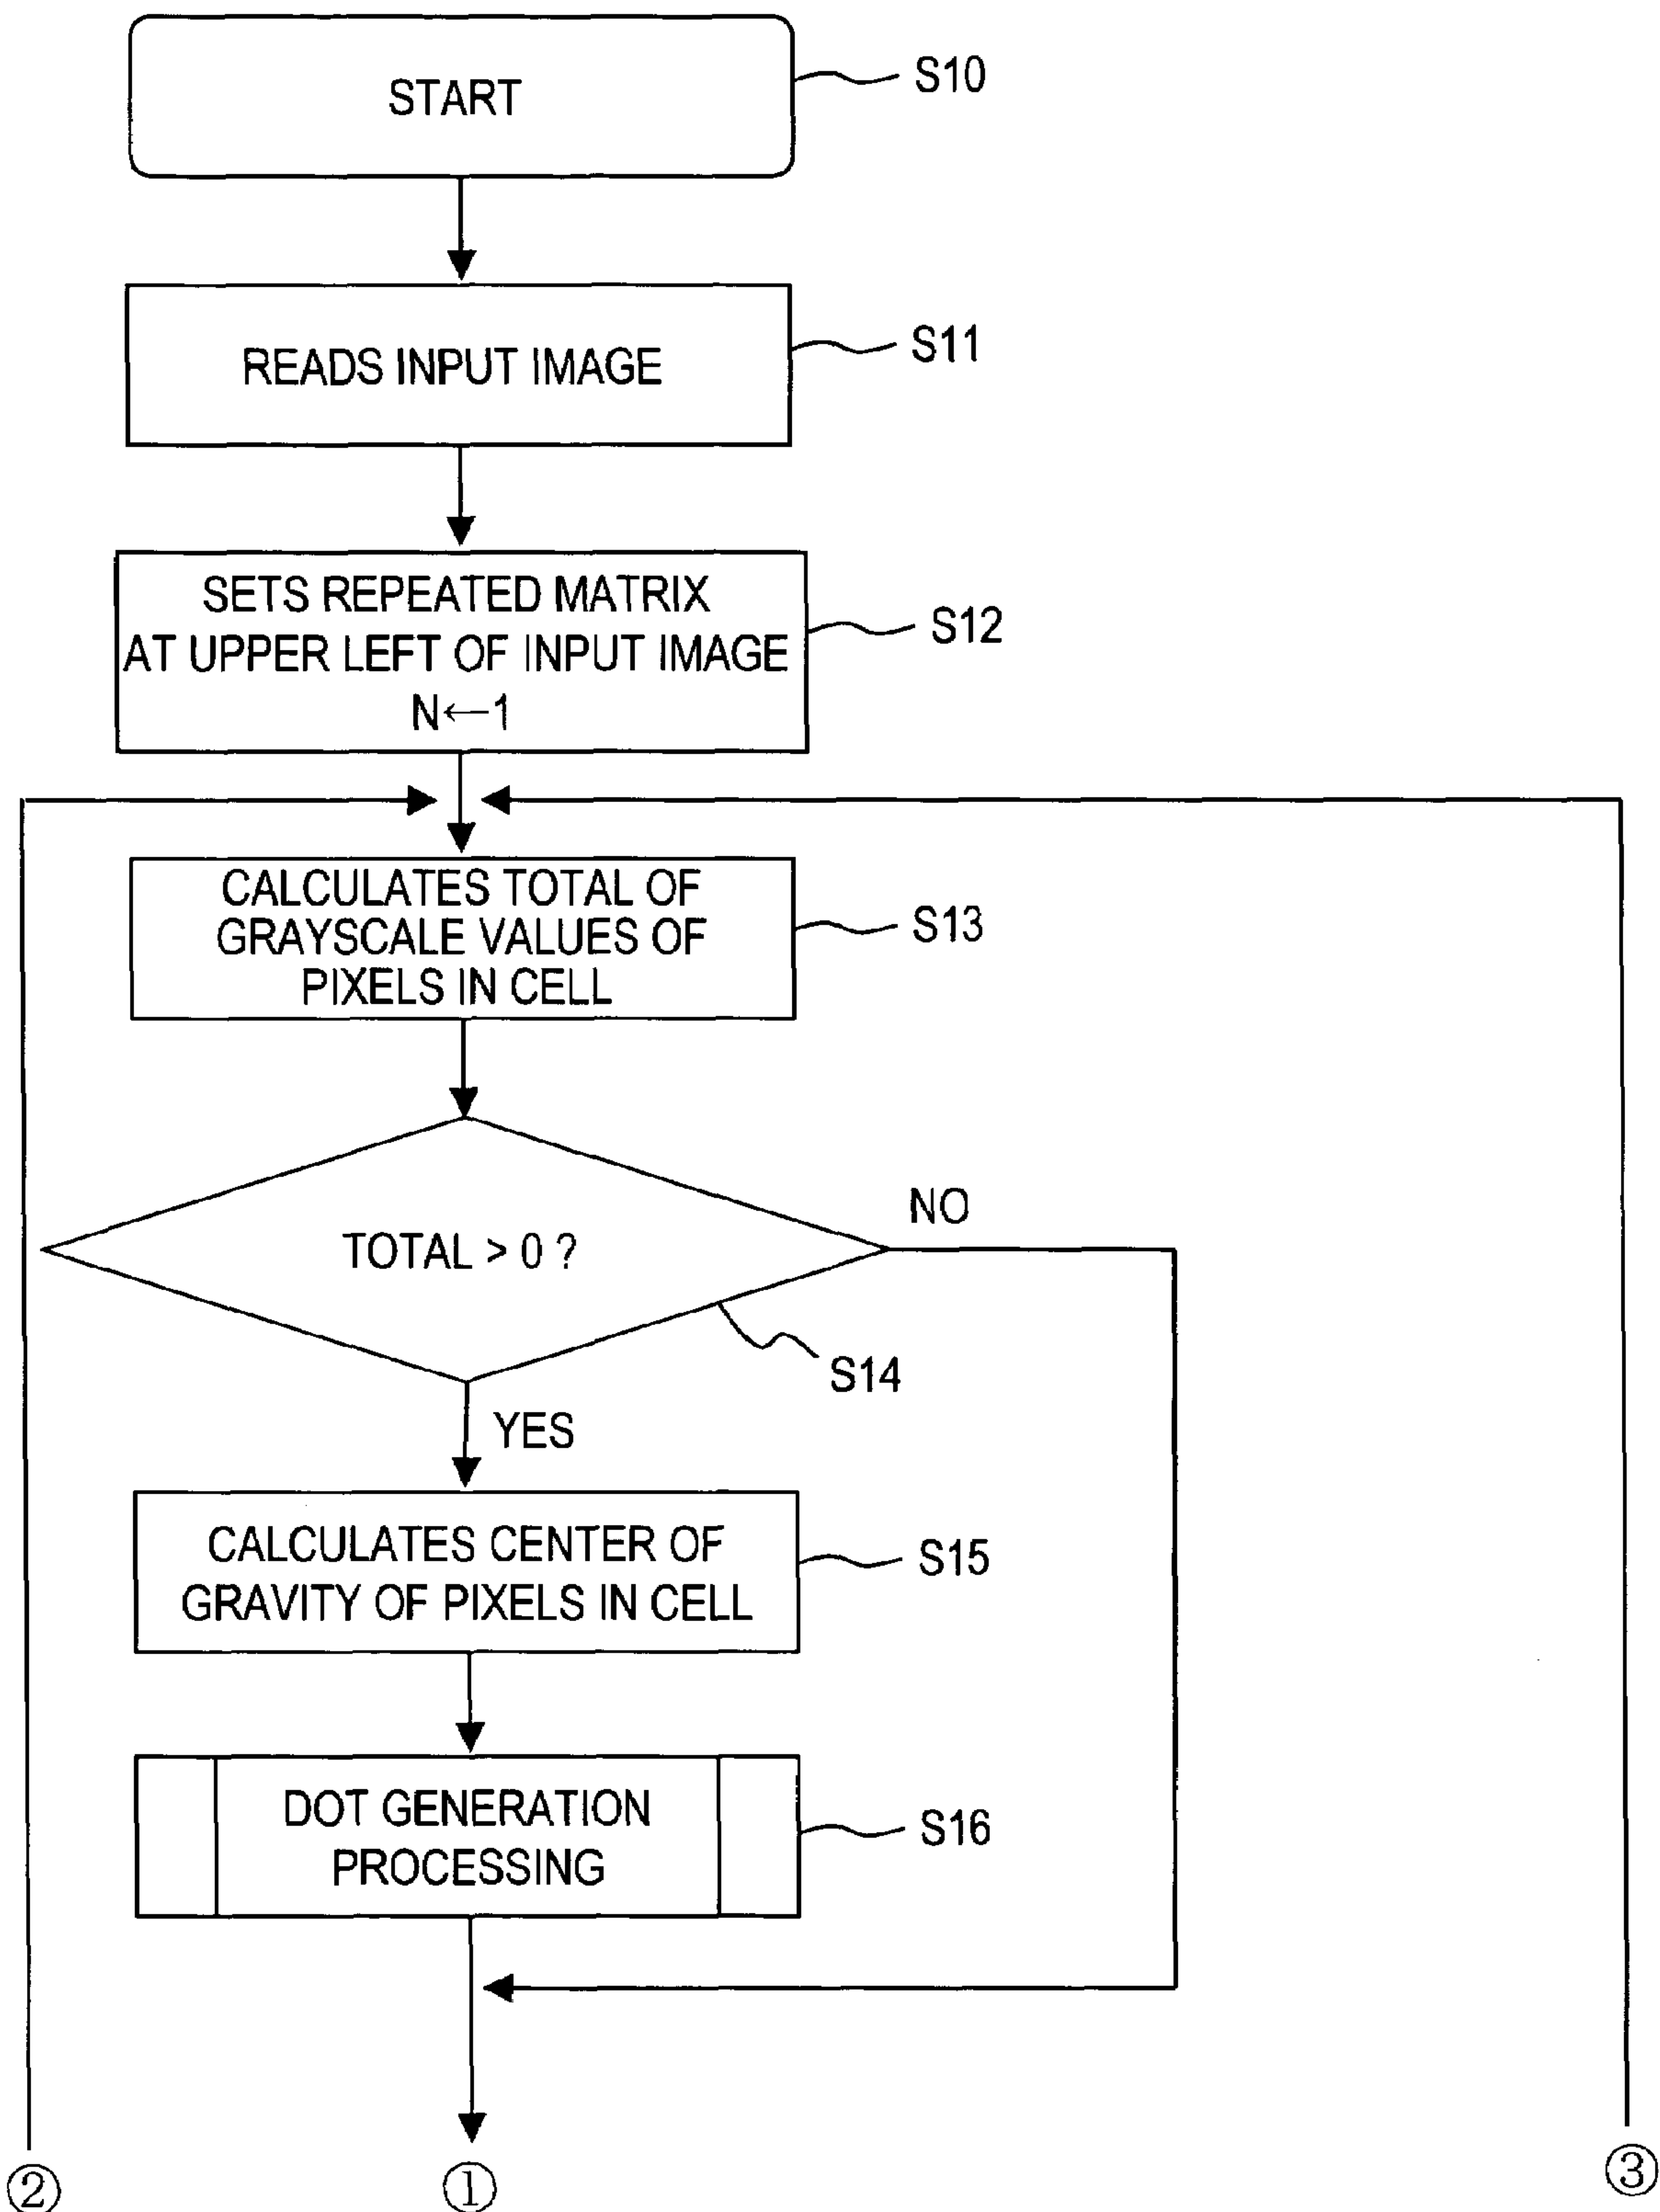 START
S10
READS INPUT IMAGE
S11
SETS REPEATED MATRIX
AT UPPER LEFT OF INPUT IMAGE
N←1
S12
CALCULATES TOTAL OF
GRAYSCALE VALUES OF
PIXELS IN CELL
S13
TOTAL > 0 ?
NO
S14
YES
CALCULATES CENTER OF
GRAVITY OF PIXELS IN CELL
S15
DOT GENERATION
PROCESSING
S16
②
①
③